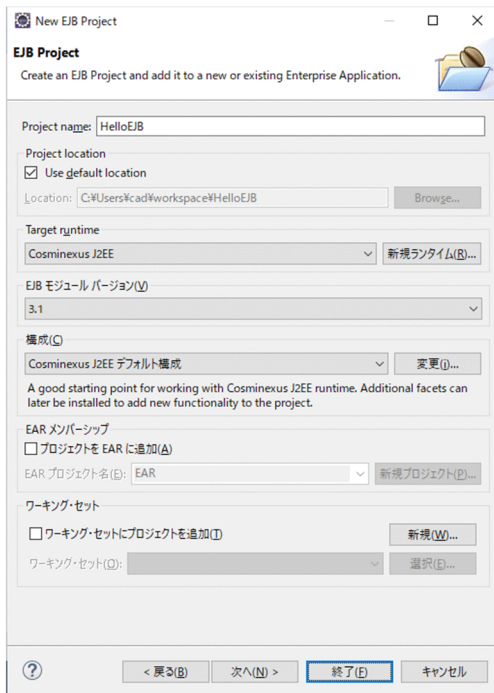 New EJB Project
EJB Project
Create an EJB Project and add it to a new or existing Enterprise Application.
Project name: HelloEJB
Project location
Use default location
Location: C:¥Users¥cad¥workspace¥HelloEJB Browse...
Target runtime
Cosminexus J2EE 新規ランタイム(R)...
EJB モジュール バージョン(V)
3.1
構成(C)
Cosminexus J2EE デフォルト構成 変更(I)...
A good starting point for working with Cosminexus J2EE runtime. Additional facets can
later be installed to add new functionality to the project.
EAR メンバーシップ
プロジェクトを EAR に追加(A)
EAR プロジェクト名(E): EAR 新規プロジェクト(P)...
ワーキング・セット
ワーキング・セットにプロジェクトを追加(T) 新規(W)...
ワーキング・セット(O): 選択(E)...
? < 戻る(B) 次へ(N) > 終了(F) キャンセル